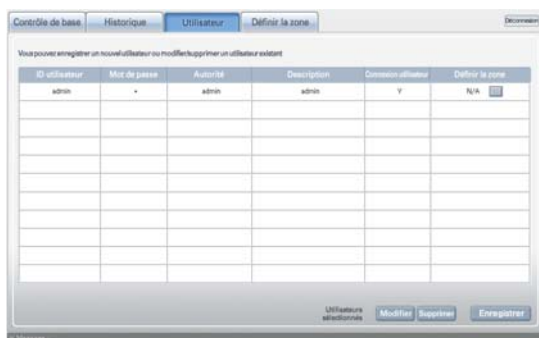 Contrôle de base Historique Utilisateur Définir la zone Déconnexion
Vous pouvez enregistrer un nouvel utilisateur ou modifier/supprimer un utilisateur existant
ID utilisateur Mot de passe Autorité Description Connexion utilisateur Définir la zone
admin * admin admin Y N/A
Utilisateurs
sélectionnés
Modifier Supprimer Enregistrer